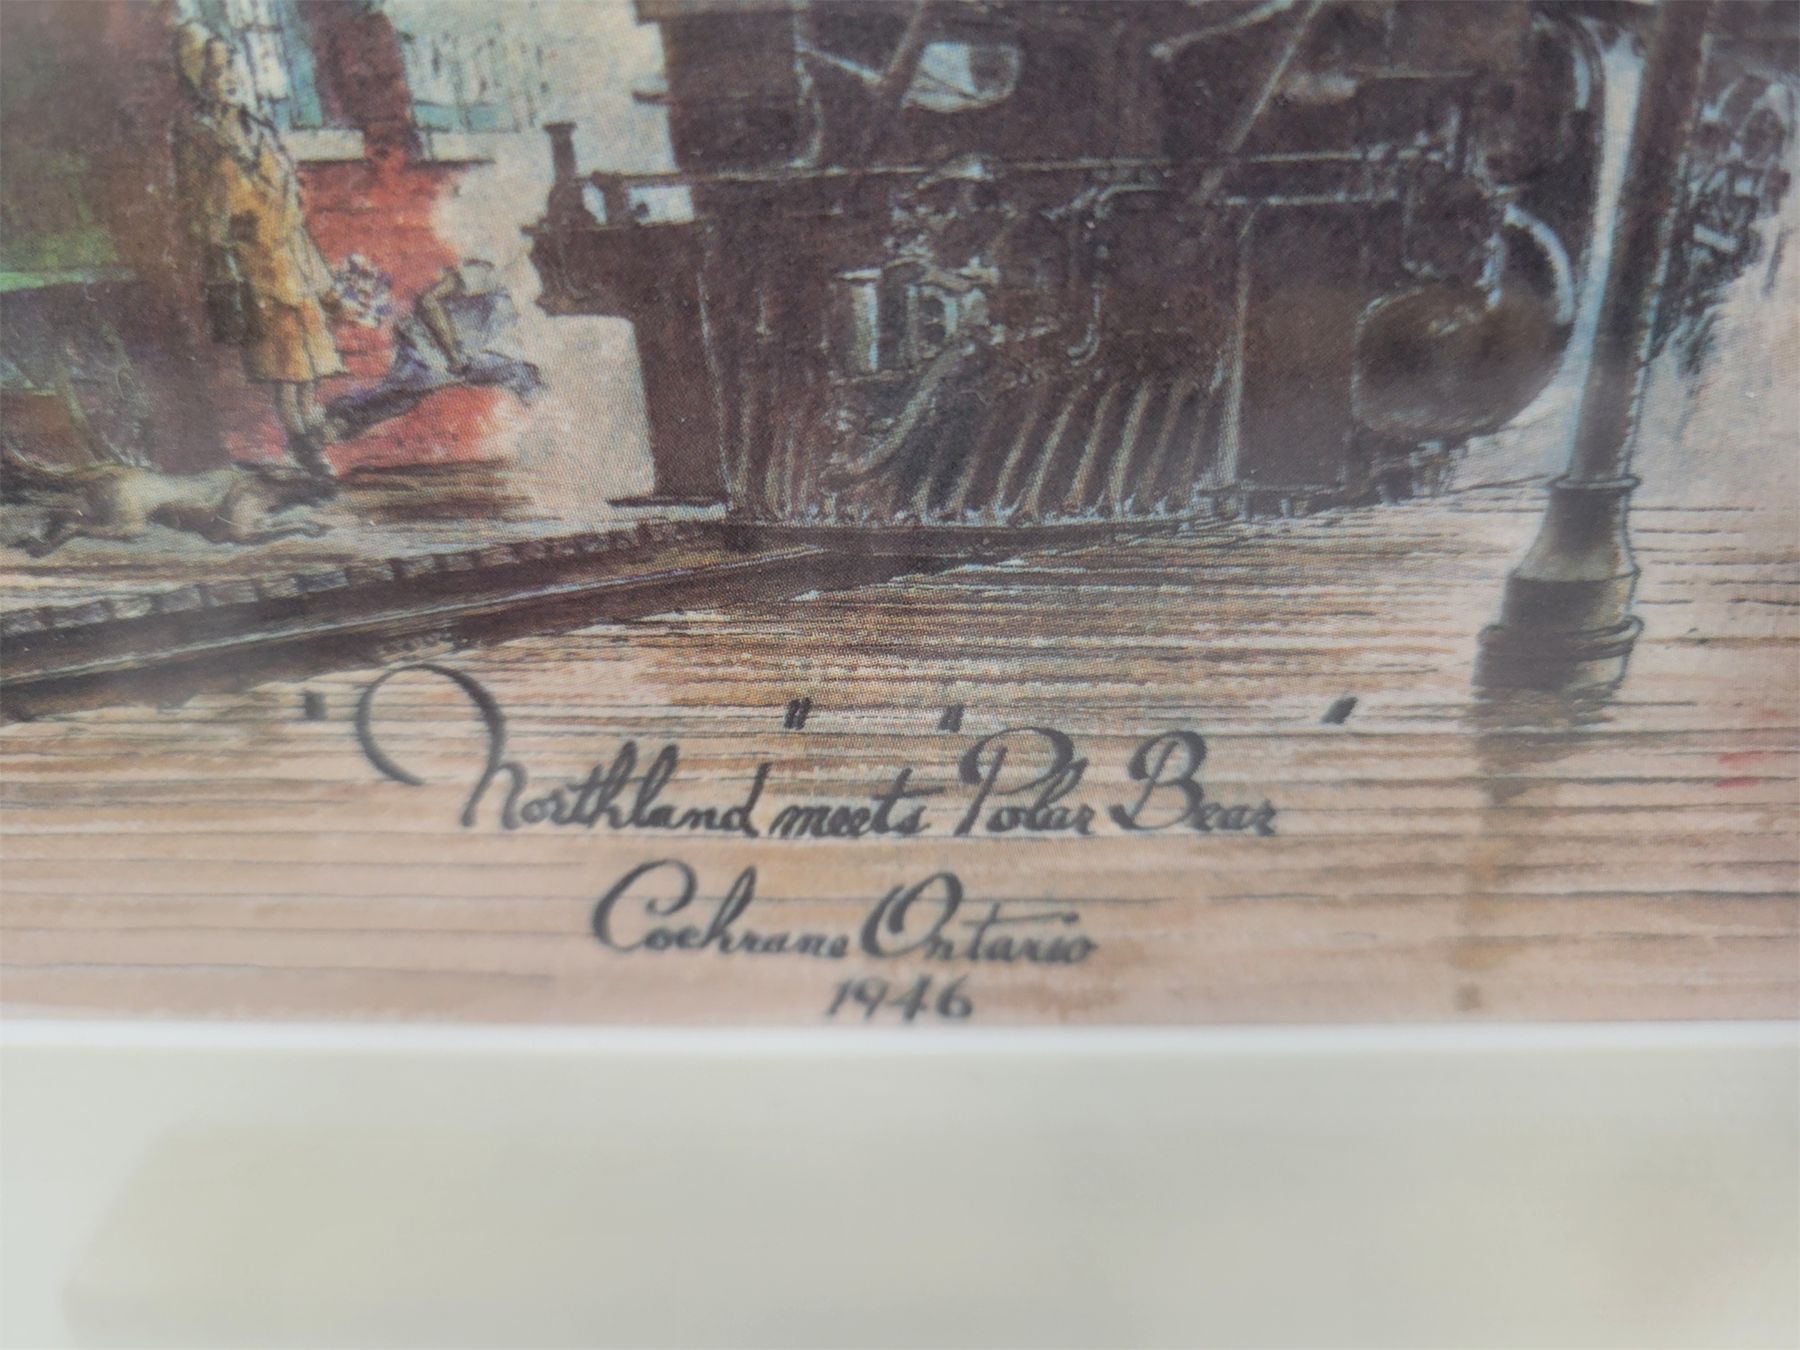 "Northland" meets "Polar Bear"
Cochrane Ontario
1946